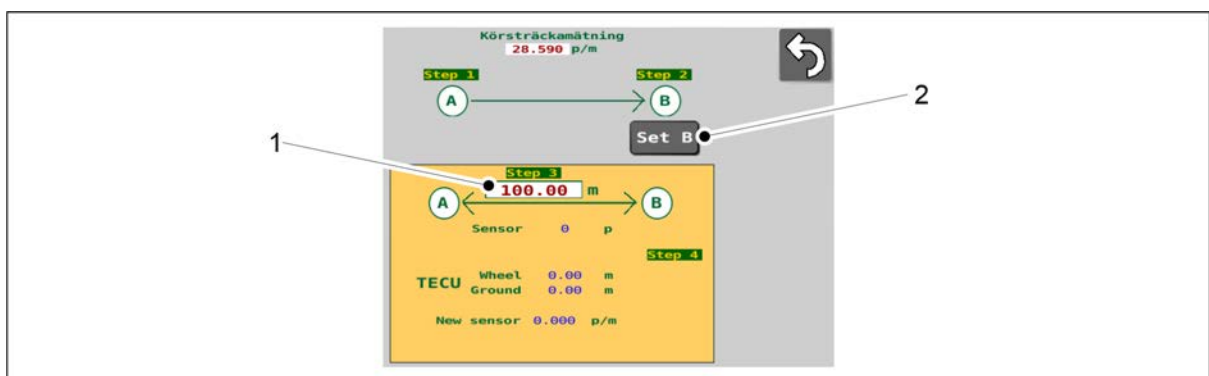 Körsträckamätning
28.590 p/m
Step 1 Step 2
A B
Set B
2
1
Step 3
100.00 m
A B
Sensor 0 p
Step 4
TECU Wheel 0.00 m
Ground 0.00 m
New sensor 0.000 p/m